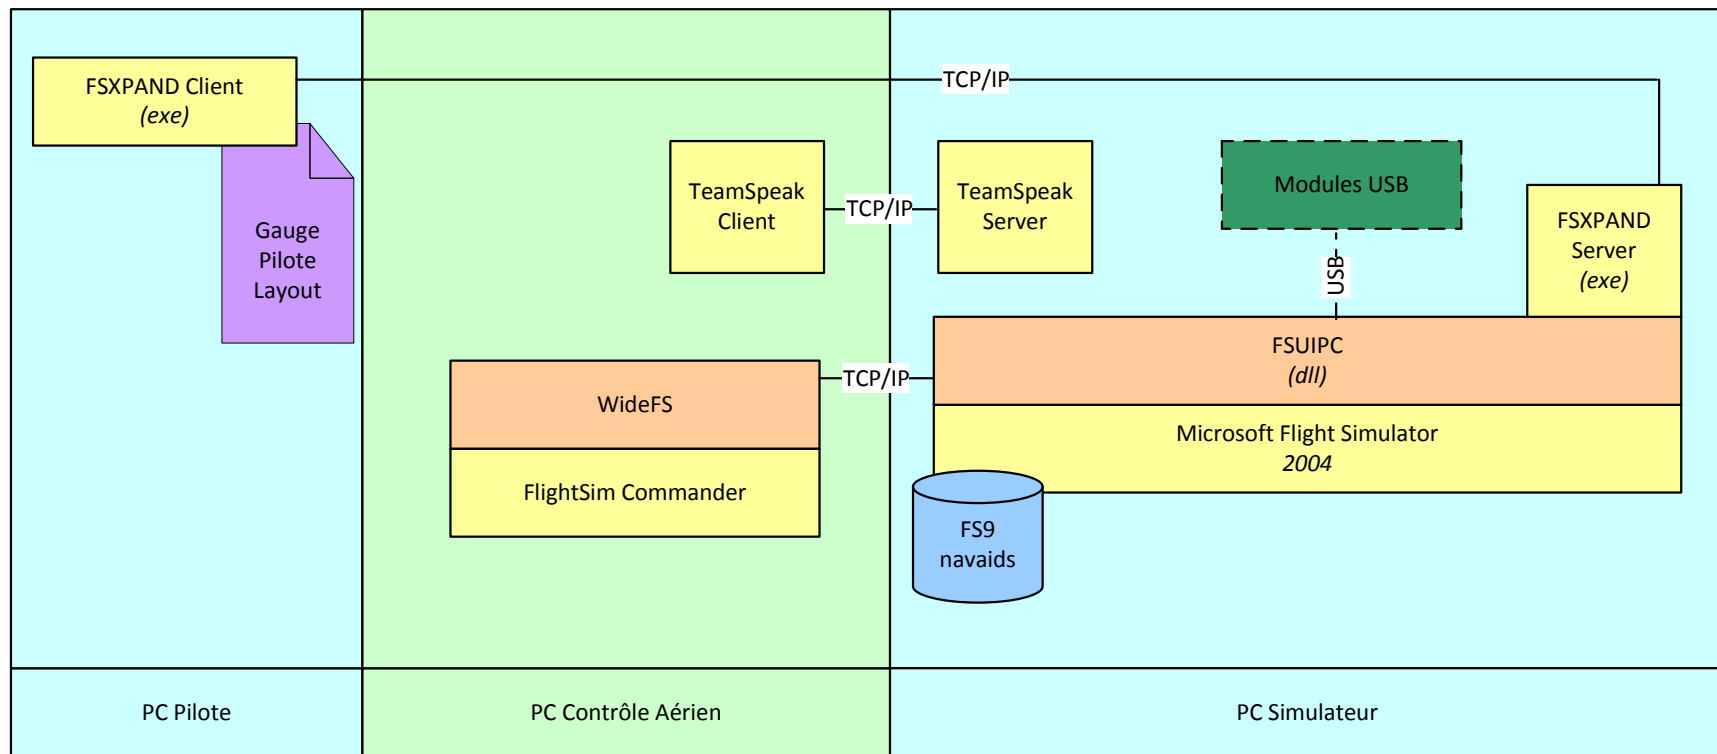 FSXPAND Client
(exe)
TCP/IP
Gauge
Pilote
Layout
TeamSpeak
Client
TCP/IP
TeamSpeak
Server
Modules USB
USB
FSXPAND
Server
(exe)
WideFS
FlightSim Commander
TCP/IP
FSUIPC
(dll)
Microsoft Flight Simulator
2004
FS9
navaids
PC Pilote
PC Contrôle Aérien
PC Simulateur